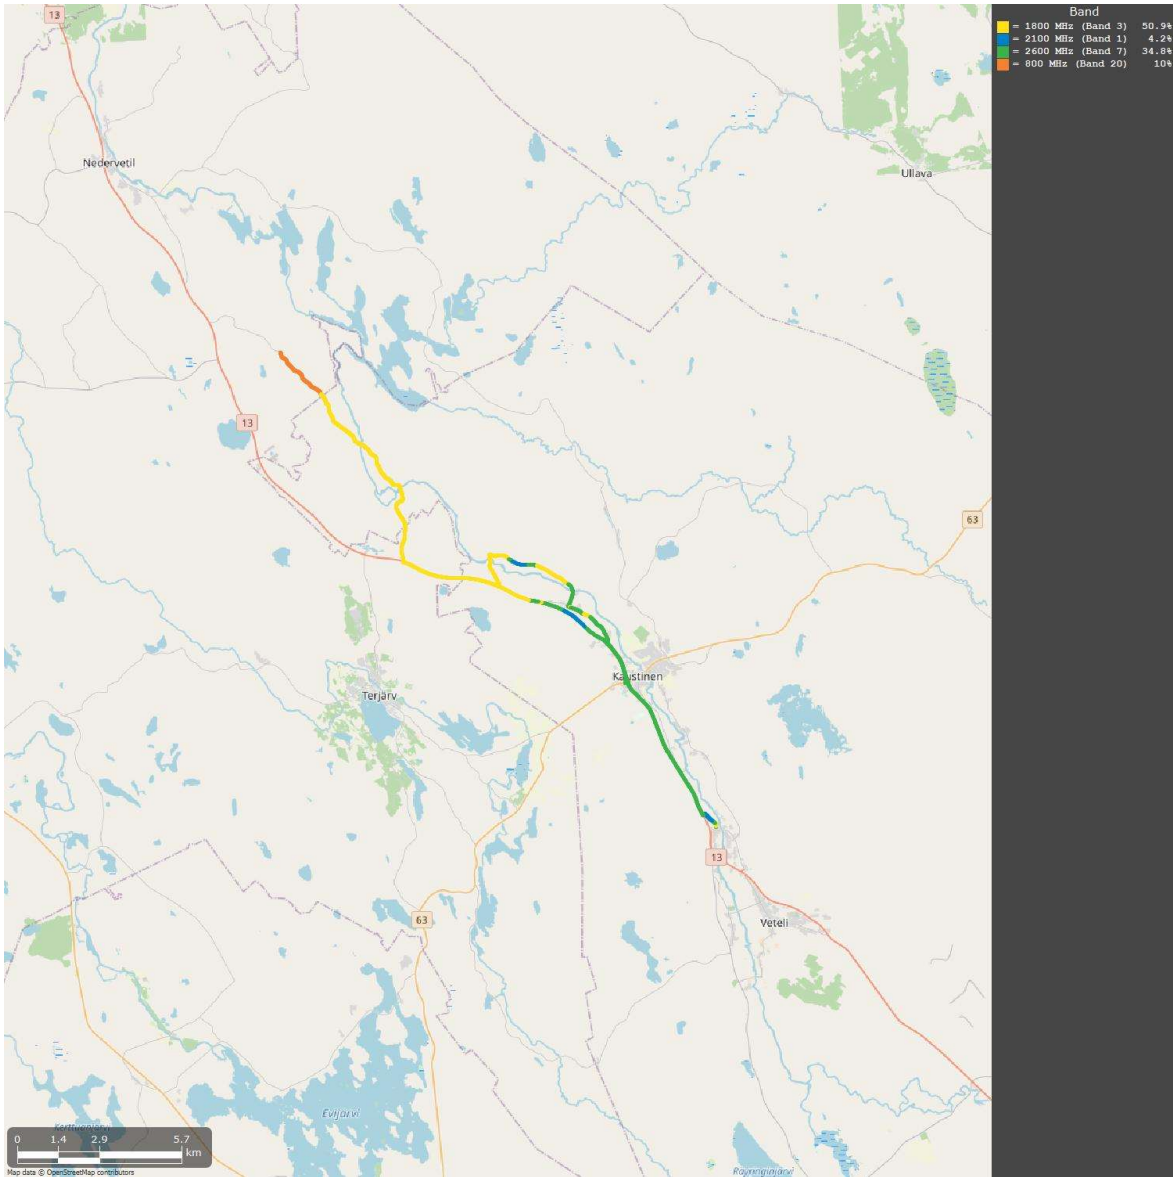 Band
= 1800 MHz (Band 3) 50.9%
= 2100 MHz (Band 1) 4.2%
= 2600 MHz (Band 7) 34.8%
= 800 MHz (Band 20) 10%
13
Nedervetil
Ullava
13
63
Kaustinen
Terjärv
13
63
Veteli
Evijärvi
Kerttuanjärvi
Räyringinjärvi
0 1.4 2.9 5.7
km
Map data © OpenStreetMap contributors